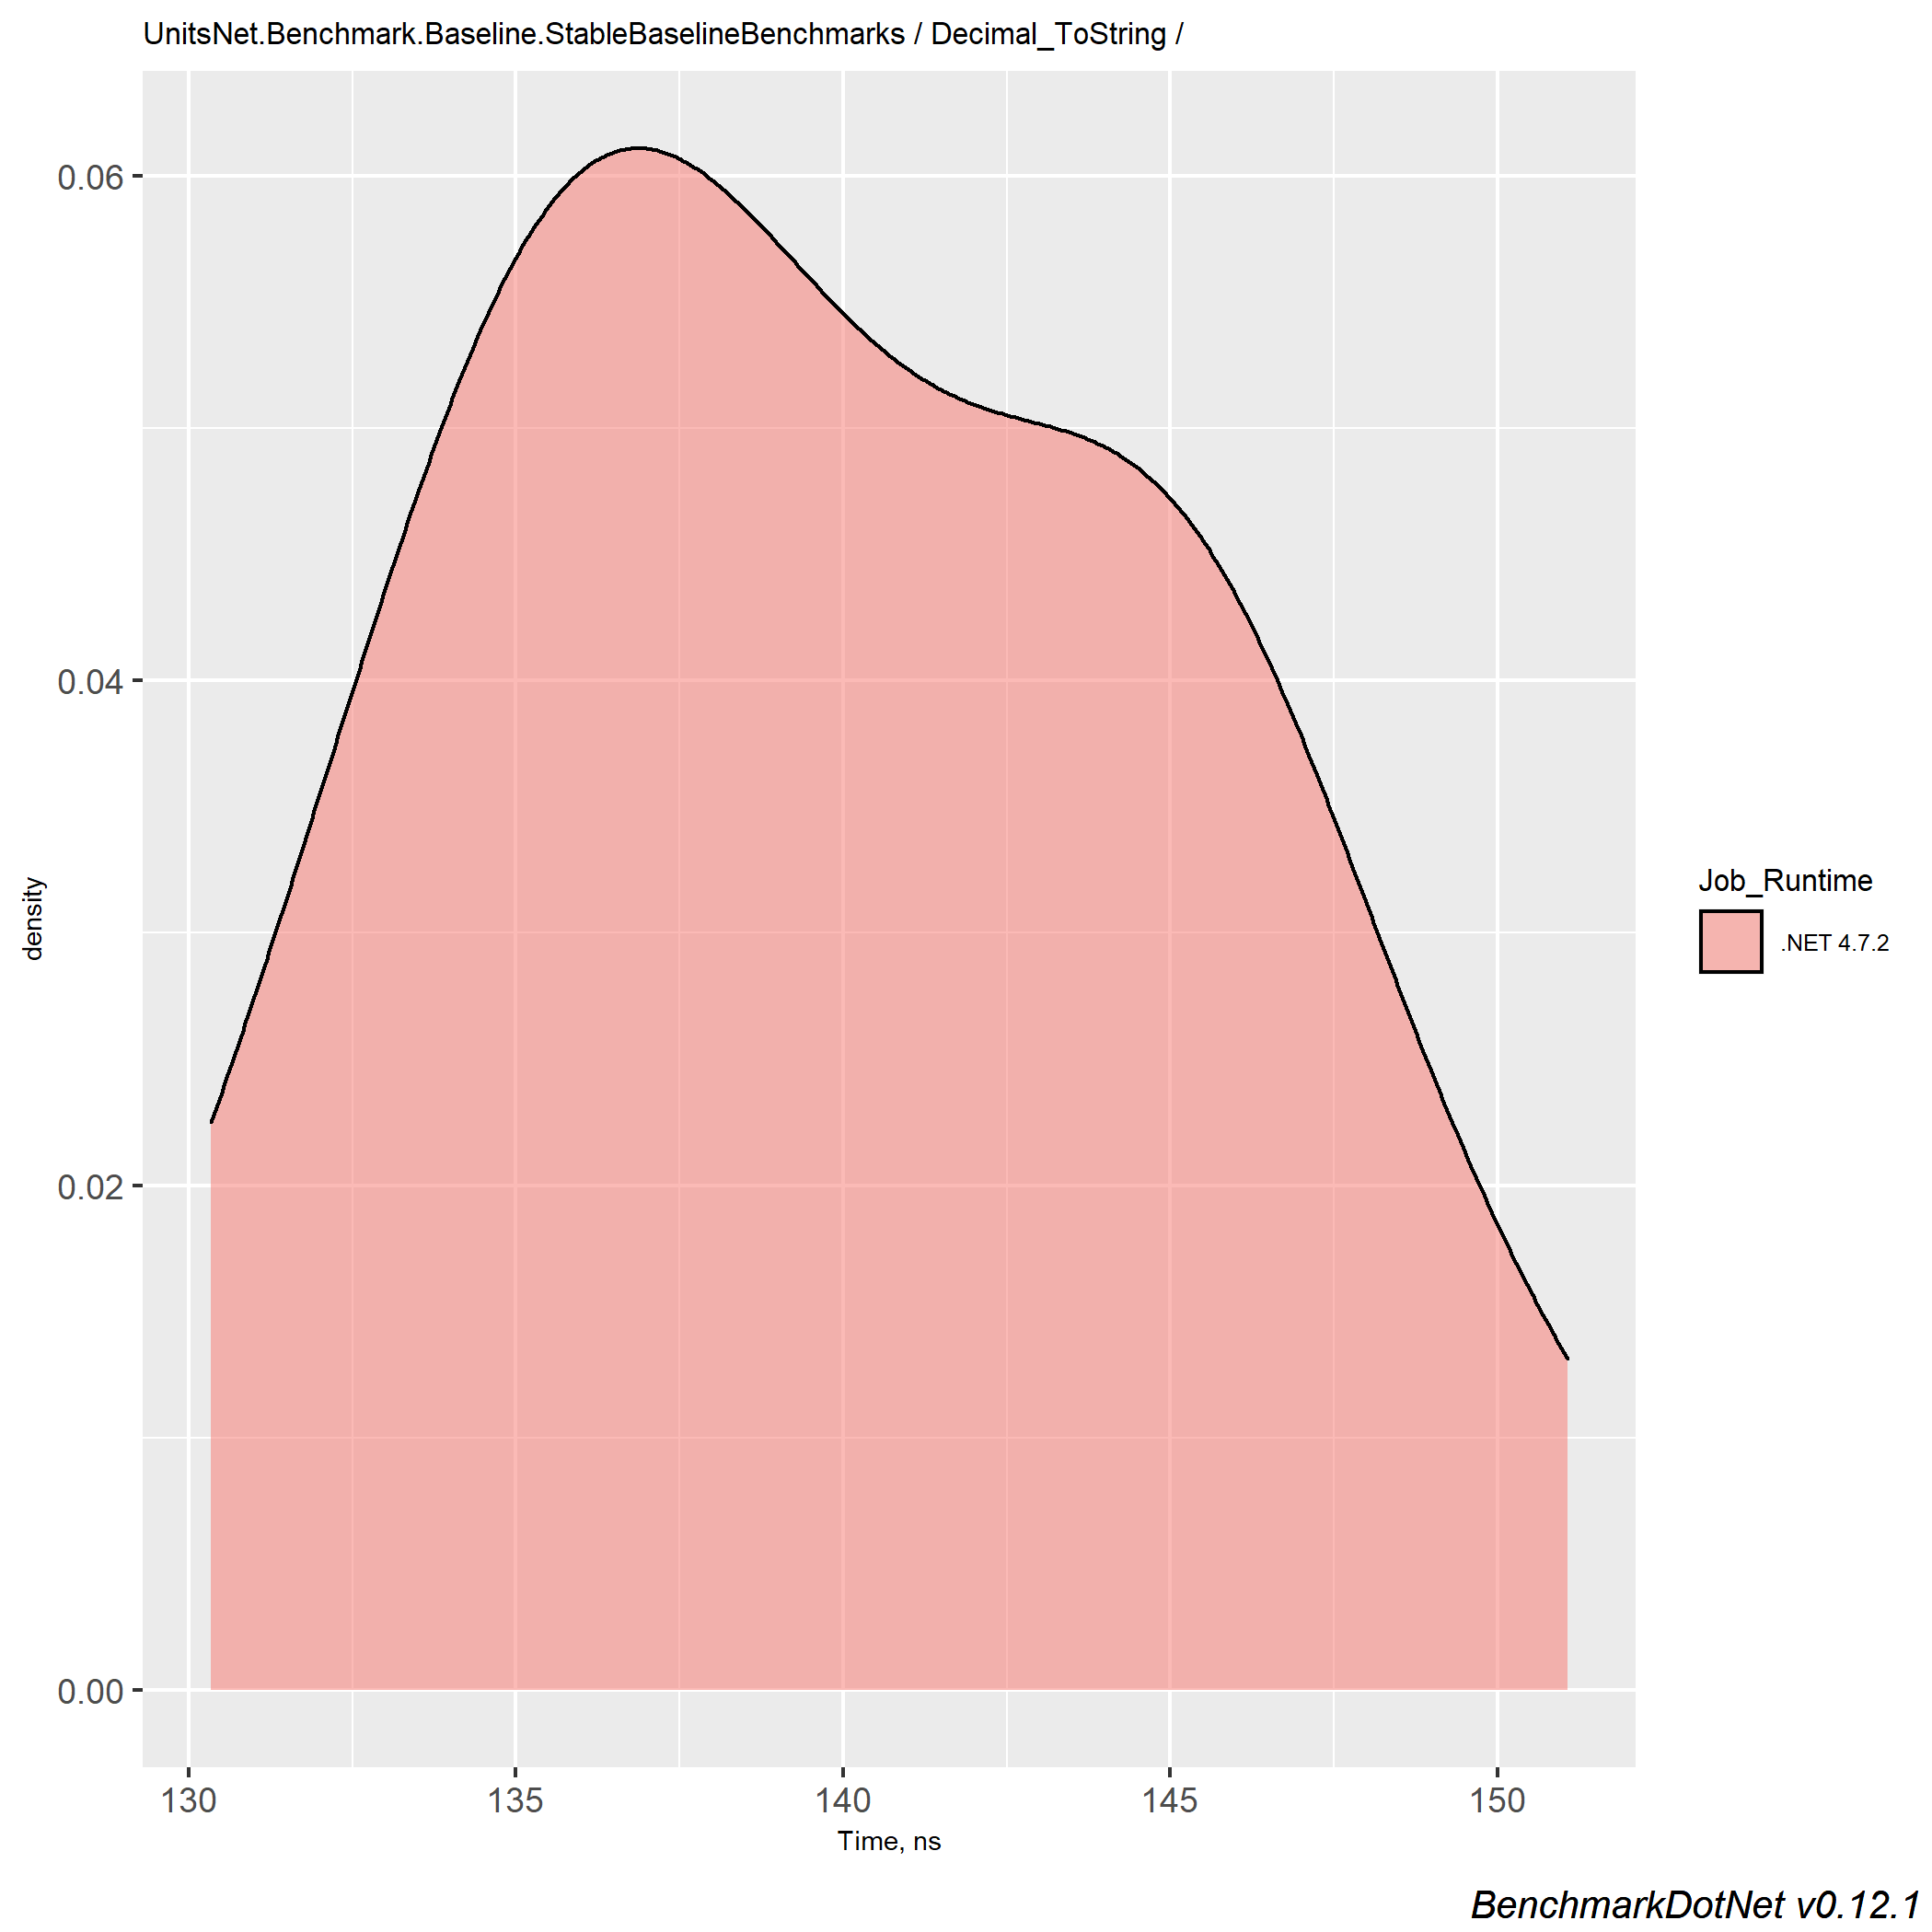 UnitsNet.Benchmark.Baseline.StableBaselineBenchmarks / Decimal_ToString /
0.06
0.04
0.02
0.00
density
130 135 140 145 150
Time, ns
Job_Runtime
.NET 4.7.2
BenchmarkDotNet v0.12.1